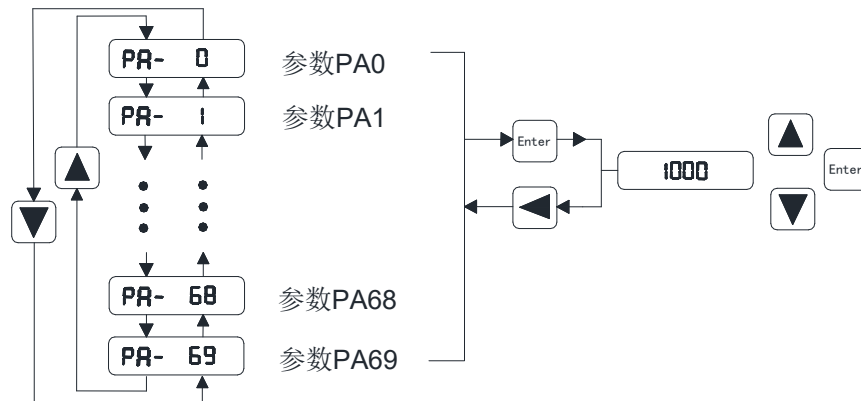 PA- 0 参数PA0
PA- 1 参数PA1
Enter
1000
Enter
PA- 68 参数PA68
PA- 69 参数PA69